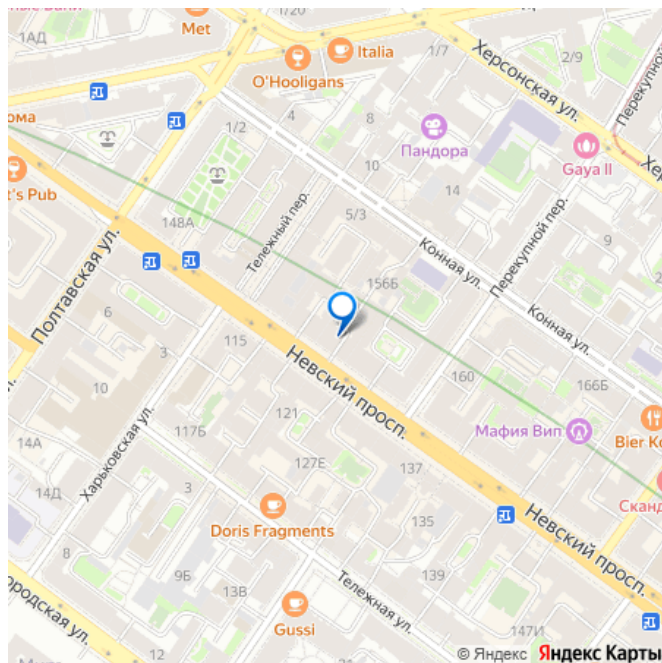 1/20
1АД
Met
Italia
O'Hooligans
1/7
Херсонская ул.
2/9
Перекупной
ома
1/2
4
8
Пандора
Gaya II
Хер
t's Pub
10
14
148А
Тележный пер.
5/3
Конная ул.
Перекупной пер.
9
Полтавская ул.
6
156Б
Конная ул.
115
Невский просп.
160
166Б
10
121
Мафия Вип
Bier Ko
117Б
Харьковская ул.
14А
127Е
137
3
14Д
Сканд
Doris Fragments
135
Невский просп.
8
9Б
139
13В
Тележная ул.
ородская ул.
Gussi
147И
12
© Яндекс Яндекс Карты